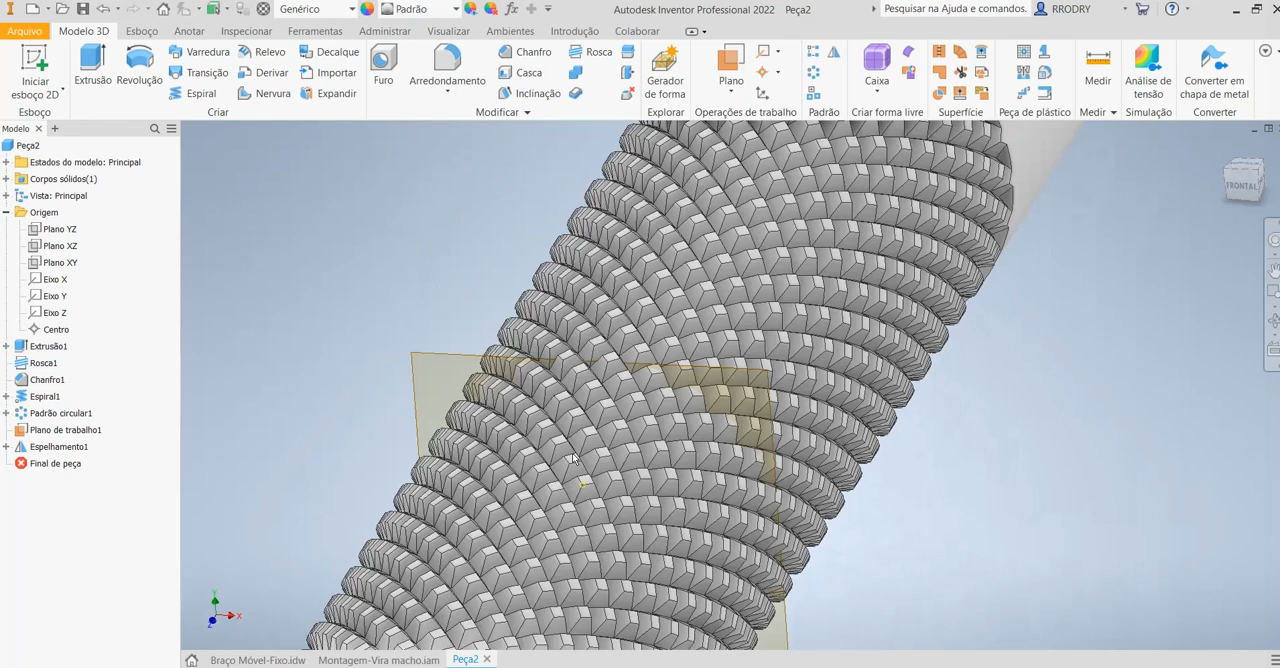 Genérico
Padrão
Autodesk Inventor Professional 2022 Peça2
Pesquisar na Ajuda e comandos.
RRODRY
Arquivo Modelo 3D Esboço Anotar Inspecionar Ferramentas Administrar Visualizar Ambientes Introdução Colaborar
Iniciar
esboço 2D
Esboço
Extrusão
Revolução
Varredura
Transição
Espiral
Relevo
Derivar
Nervura
Decalque
Importar
Expandir
Criar
Furo
Arredondamento
Chanfro
Casca
Inclinação
Rosca
Modificar
Gerador
de forma
Explorar
Plano
Operações de trabalho
Padrão
Caixa
Criar forma livre
Superfície
Peça de plástico
Medir
Medir
Análise de
tensão
Simulação
Converter em
chapa de metal
Converter
Modelo
Peça2
Estados do modelo: Principal
Corpos sólidos(1)
Vista: Principal
Origem
Plano YZ
Plano XZ
Plano XY
Eixo X
Eixo Y
Eixo Z
Centro
Extrusão1
Rosca1
Chanfro1
Espiral1
Padrão circular1
Plano de trabalho1
Espelhamento1
Final de peça
FRONTAL
Y
X
Z
Braço Móvel-Fixo.idw Montagem-Vira macho.iam Peça2